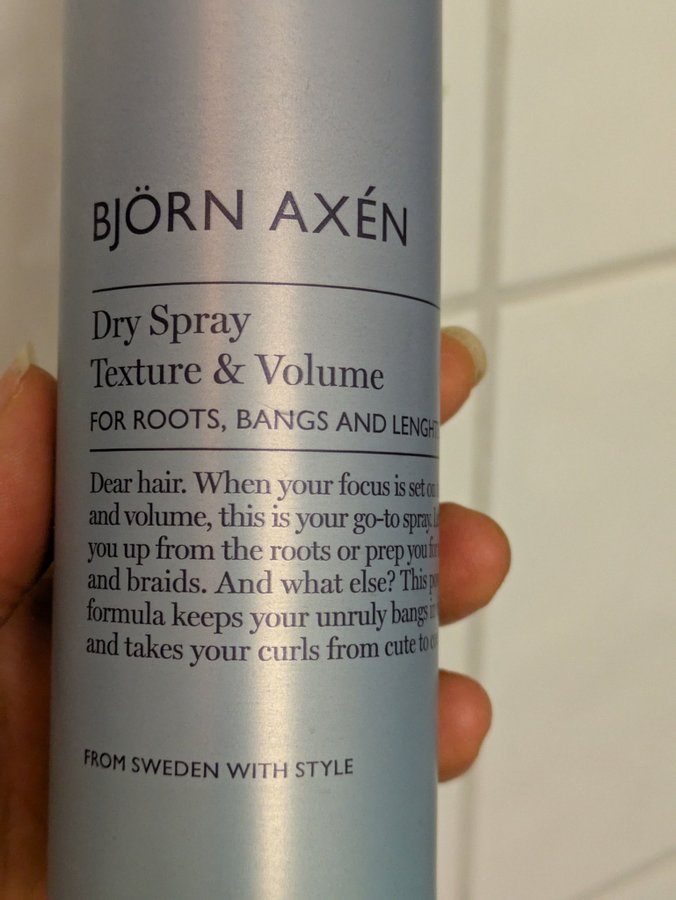 BJÖRN AXÉN
Dry Spray
Texture & Volume
FOR ROOTS, BANGS AND
Dear hair. When your focus is set on
and volume, this is your go-to spray.
you up from the roots or prep you for
and braids. And what else? This
formula keeps your unruly bangs
and takes your curls from cute to
FROM SWEDEN WITH STYLE